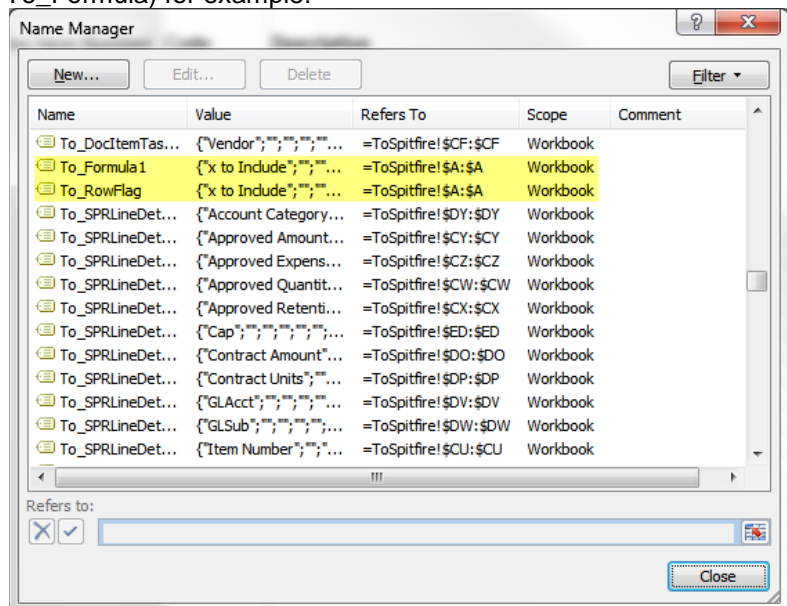 To_Formula) for example.
Name Manager
New... Edit... Delete Filter
Name Value Refers To Scope Comment
To_DocItemTas... {"Vendor";"";"";"";""... =ToSpitfire!$CF:$CF Workbook
To_Formula1 {"x to Include";"";""... =ToSpitfire!$A:$A Workbook
To_RowFlag {"x to Include";"";""... =ToSpitfire!$A:$A Workbook
To_SPRLineDet... {"Account Category... =ToSpitfire!$DY:$DY Workbook
To_SPRLineDet... {"Approved Amount... =ToSpitfire!$CY:$CY Workbook
To_SPRLineDet... {"Approved Expens... =ToSpitfire!$CZ:$CZ Workbook
To_SPRLineDet... {"Approved Quantit... =ToSpitfire!$CW:$CW Workbook
To_SPRLineDet... {"Approved Retenti... =ToSpitfire!$CX:$CX Workbook
To_SPRLineDet... {"Cap";"";"";"";"";"";... =ToSpitfire!$ED:$ED Workbook
To_SPRLineDet... {"Contract Amount"... =ToSpitfire!$DO:$DO Workbook
To_SPRLineDet... {"Contract Units";""... =ToSpitfire!$DP:$DP Workbook
To_SPRLineDet... {"GLAcct";"";"";"";""... =ToSpitfire!$DV:$DV Workbook
To_SPRLineDet... {"GLSub";"";"";"";"";... =ToSpitfire!$DW:$DW Workbook
To_SPRLineDet... {"Item Number";"";"... =ToSpitfire!$CU:$CU Workbook
Refers to:
Close